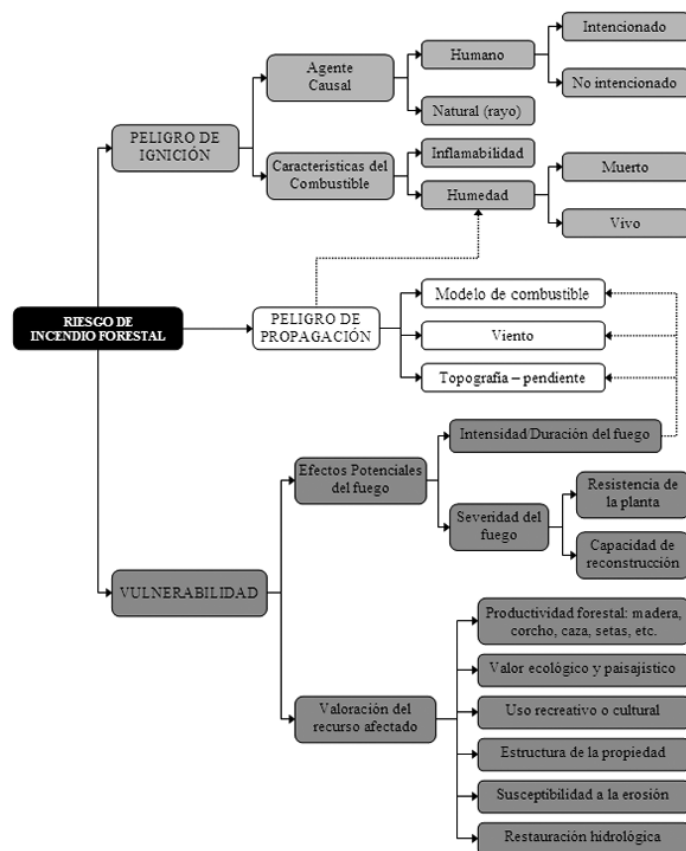 Intencionado
Agente
Causal
Humano
No intencionado
Natural (rayo)
PELIGRO DE
IGNICIÓN
Características del
Combustible
Inflamabilidad
Humedad
Muerto
Vivo
RIESGO DE
INCENDIO FORESTAL
PELIGRO DE
PROPAGACIÓN
Modelo de combustible
Viento
Topografía – pendiente
VULNERABILIDAD
Efectos Potenciales
del fuego
Intensidad/Duración del fuego
Severidad del
fuego
Resistencia de
la planta
Capacidad de
reconstrucción
Valoración del
recurso afectado
Productividad forestal: madera,
corcho, caza, setas, etc.
Valor ecológico y paisajístico
Uso recreativo o cultural
Estructura de la propiedad
Susceptibilidad a la erosión
Restauración hidrológica